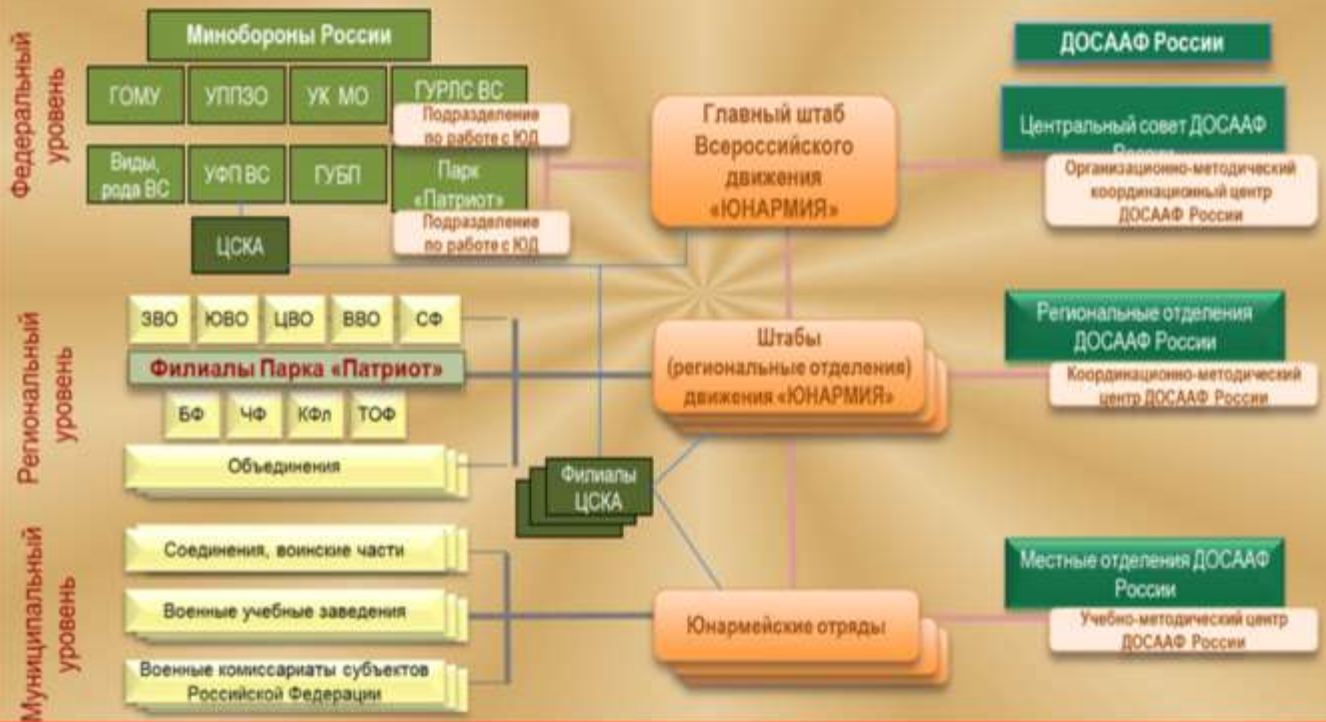 Федеральный
уровень
Минобороны России
ГОМУ
УППЗО
УК МО
ГУРЛС ВС
Подразделение
по работе с ЮД
Виды,
рода ВС
УФП ВС
ГУБП
Парк
«Патриот»
Подразделение
по работе с ЮД
ЦСКА
Главный штаб
Всероссийского
движения
«ЮНАРМИЯ»
ДОСААФ России
Центральный совет ДОСААФ
Организационно-методический
координационный центр
ДОСААФ России
Региональный
уровень
ЗВО
ЮВО
ЦВО
ВВО
СФ
Филиалы Парка «Патриот»
БФ
ЧФ
КФл
ТОФ
Объединения
Филиалы
ЦСКА
Штабы
(региональные отделения)
движения «ЮНАРМИЯ»
Региональные отделения
ДОСААФ России
Координационно-методический
центр ДОСААФ России
Муниципальный
уровень
Соединения, воинские части
Военные учебные заведения
Военные комиссариаты субъектов
Российской Федерации
Юнармейские отряды
Местные отделения ДОСААФ
России
Учебно-методический центр
ДОСААФ России